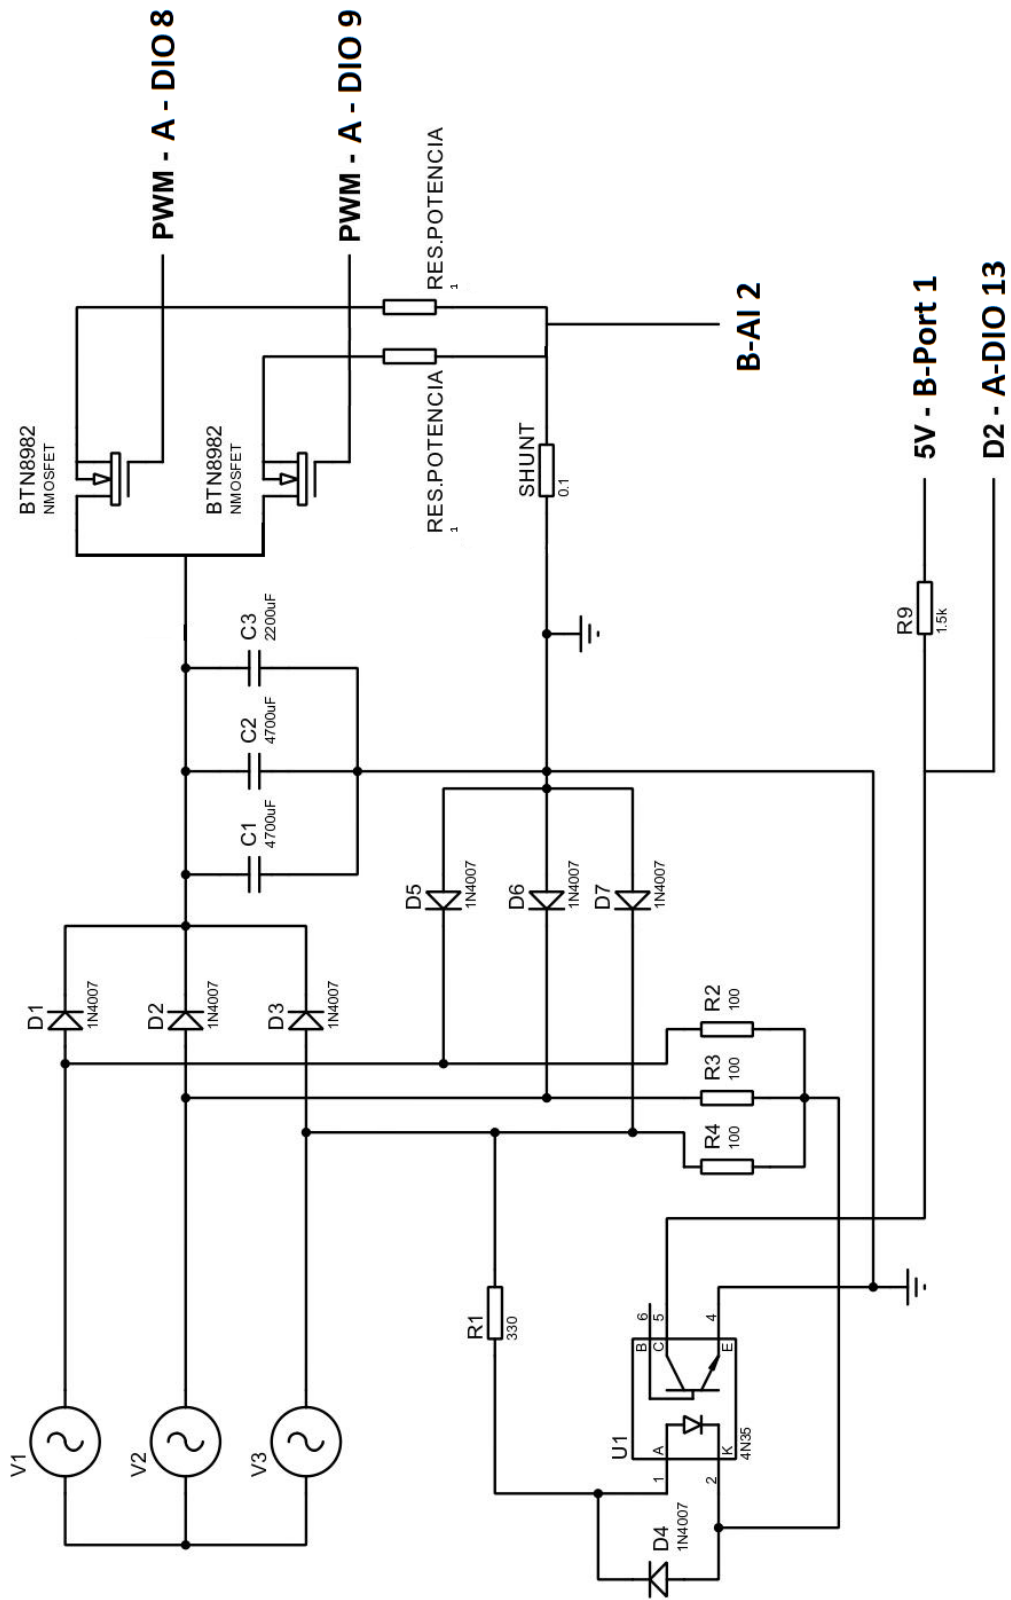 PWM - A - DIO 8
PWM - A - DIO 9
BTN8982
NMOSFET
BTN8982
NMOSFET
RES.POTENCIA
1
RES.POTENCIA
1
B-AI 2
SHUNT
0.1
5V - B-Port 1
D2 - A-DIO 13
R9
1.5k
C3
2200uF
C2
4700uF
C1
4700uF
D5
1N4007
D6
1N4007
D7
1N4007
D1
1N4007
D2
1N4007
D3
1N4007
R2
100
R3
100
R4
100
R1
330
V1
V2
V3
U1
A
K
B
C
E
1
2
6
5
4
4N35
D4
1N4007